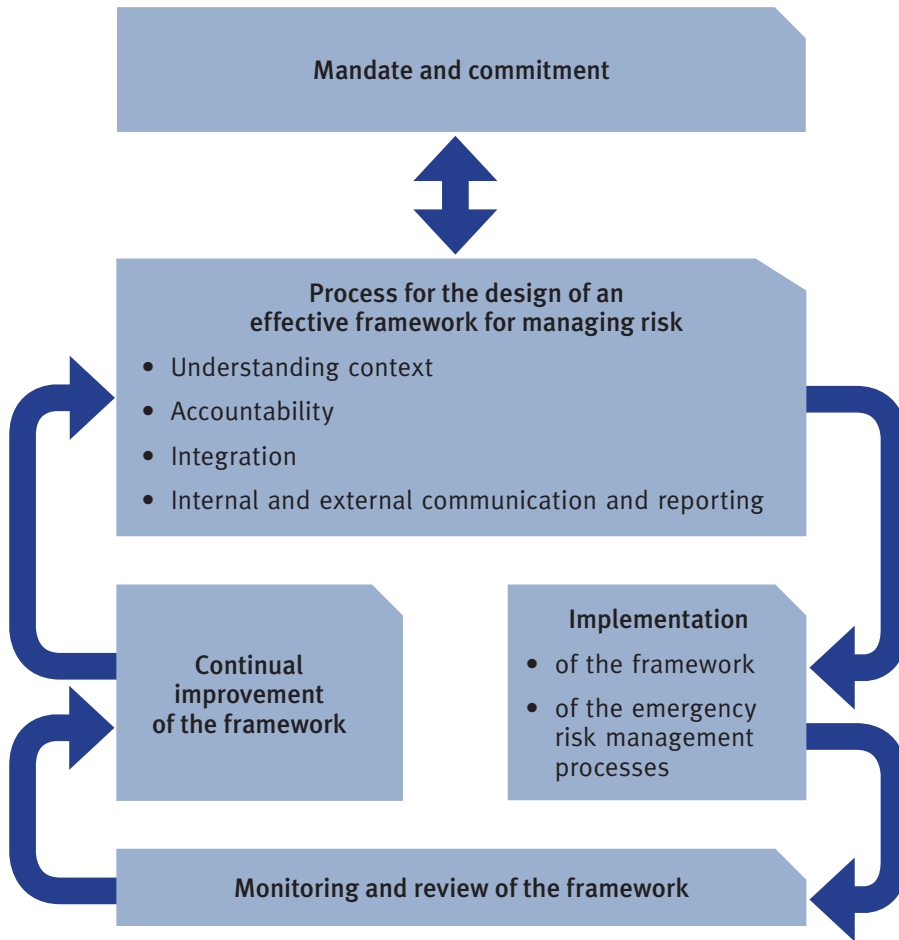 Mandate and commitment
Process for the design of an
effective framework for managing risk
• Understanding context
• Accountability
• Integration
• Internal and external communication and reporting
Continual
improvement
of the framework
Implementation
• of the framework
• of the emergency
risk management
processes
Monitoring and review of the framework